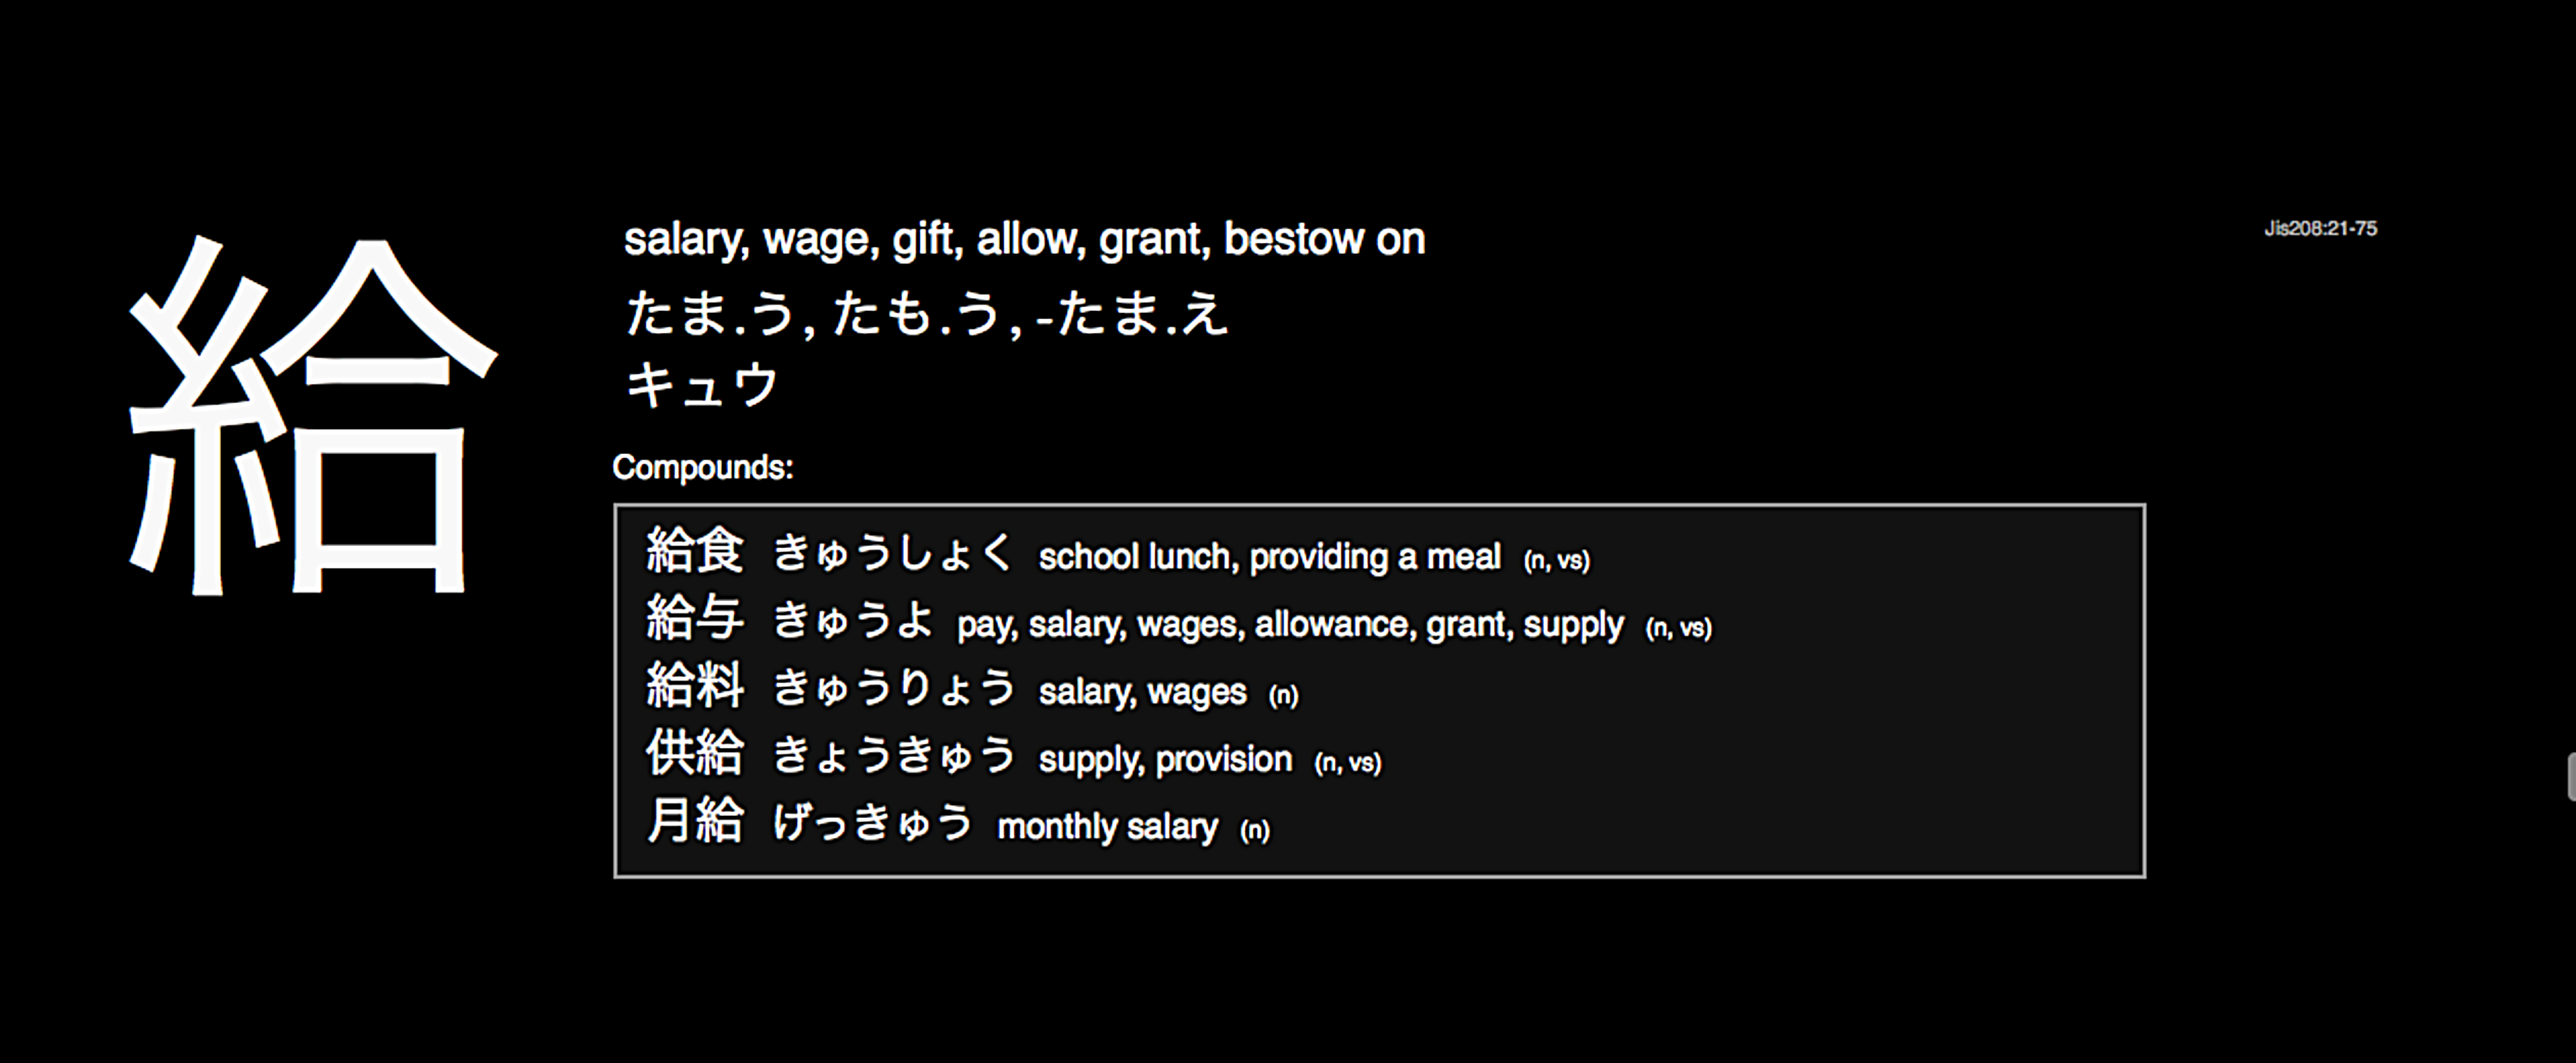 給
salary, wage, gift, allow, grant, bestow on
Jis208:21-75
たま.う, たも.う, -たま.え
キュウ
Compounds:
給食 きゅうしょく school lunch, providing a meal (n, vs)
給与 きゅうよ pay, salary, wages, allowance, grant, supply (n, vs)
給料 きゅうりょう salary, wages (n)
供給 きょうきゅう supply, provision (n, vs)
月給 げっきゅう monthly salary (n)